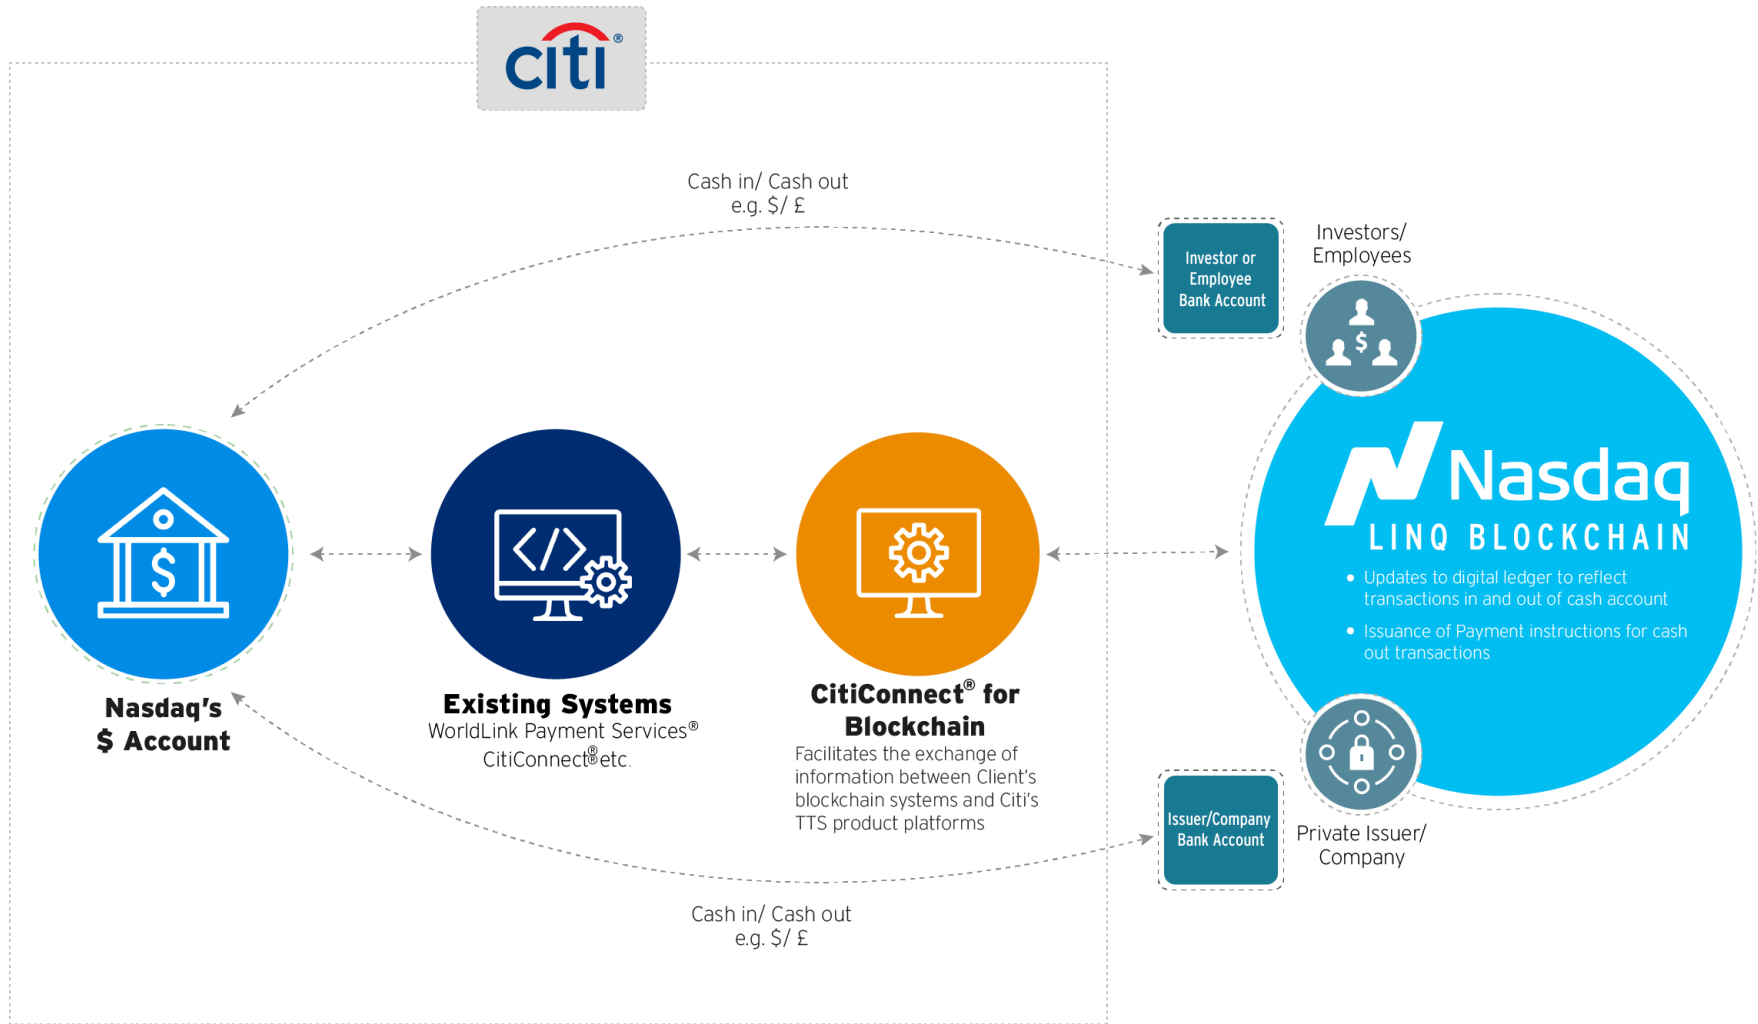 citi®
Cash in/ Cash out
e.g. $/ £
Investor or
Employee
Bank Account
Investors/
Employees
$
Nasdaq
LINQ BLOCKCHAIN
• Updates to digital ledger to reflect
transactions in and out of cash account
• Issuance of Payment instructions for cash
out transactions
$
</>
Nasdaq's
$ Account
Existing Systems
WorldLink Payment Services®
CitiConnect®®etc.
CitiConnect® for
Blockchain
Facilitates the exchange of
information between Client's
blockchain systems and Citi's
TTS product platforms
Issuer/Company
Bank Account
Private Issuer/
Company
Cash in/ Cash out
e.g. $/ £